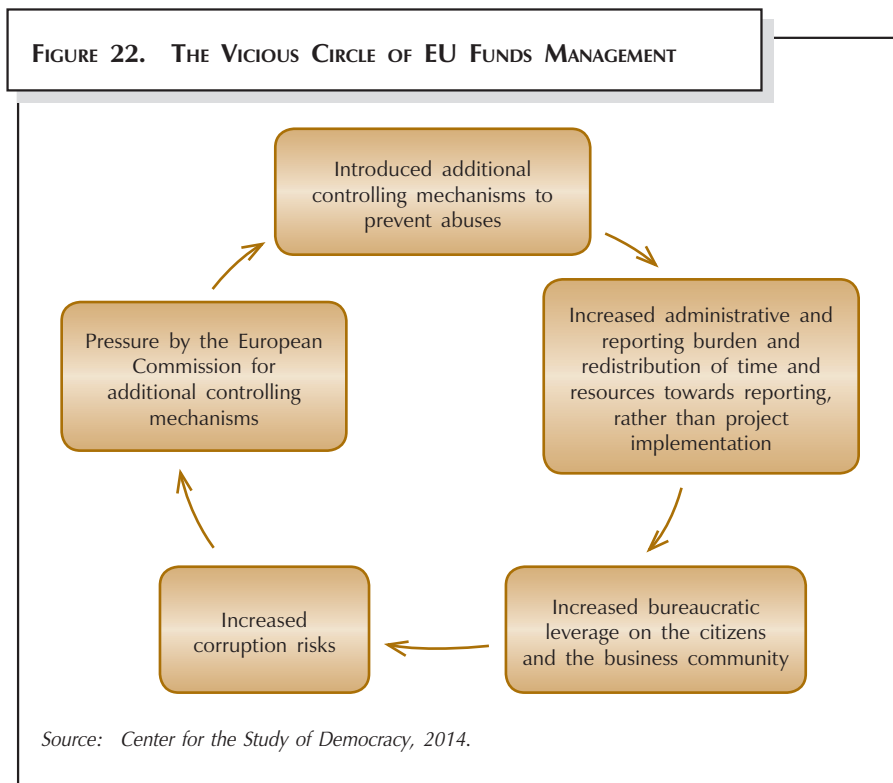 FIGURE 22. THE VICIOUS CIRCLE OF EU FUNDS MANAGEMENT
Introduced additional
controlling mechanisms to
prevent abuses
Increased administrative and
reporting burden and
redistribution of time and
resources towards reporting,
rather than project
implementation
Increased bureaucratic
leverage on the citizens
and the business community
Increased
corruption risks
Pressure by the European
Commission for
additional controlling
mechanisms
Source: Center for the Study of Democracy, 2014.